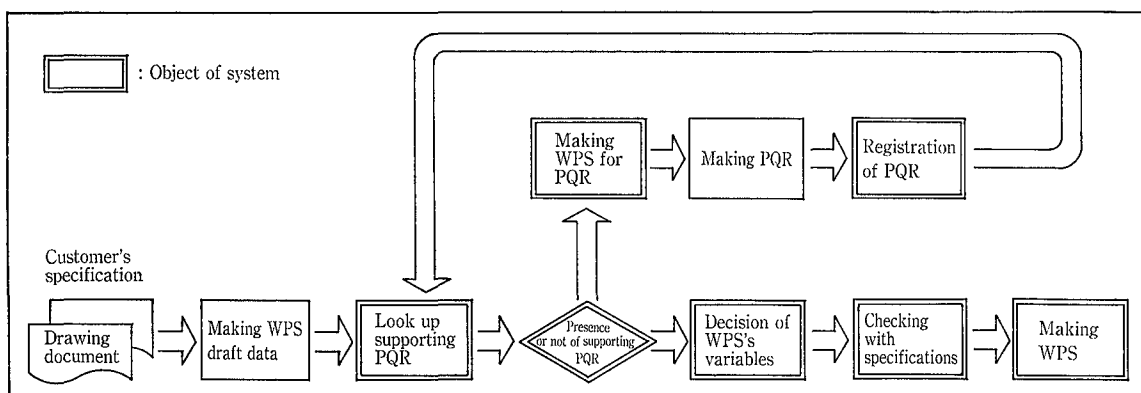 : Object of system
Making
WPS for
PQR
Making PQR
Registration
of PQR
Customer's
specification
Drawing
document
Making WPS
draft data
Look up
supporting
PQR
Presence
or not of supporting
PQR
Decision of
WPS's
variables
Checking
with
specifications
Making
WPS